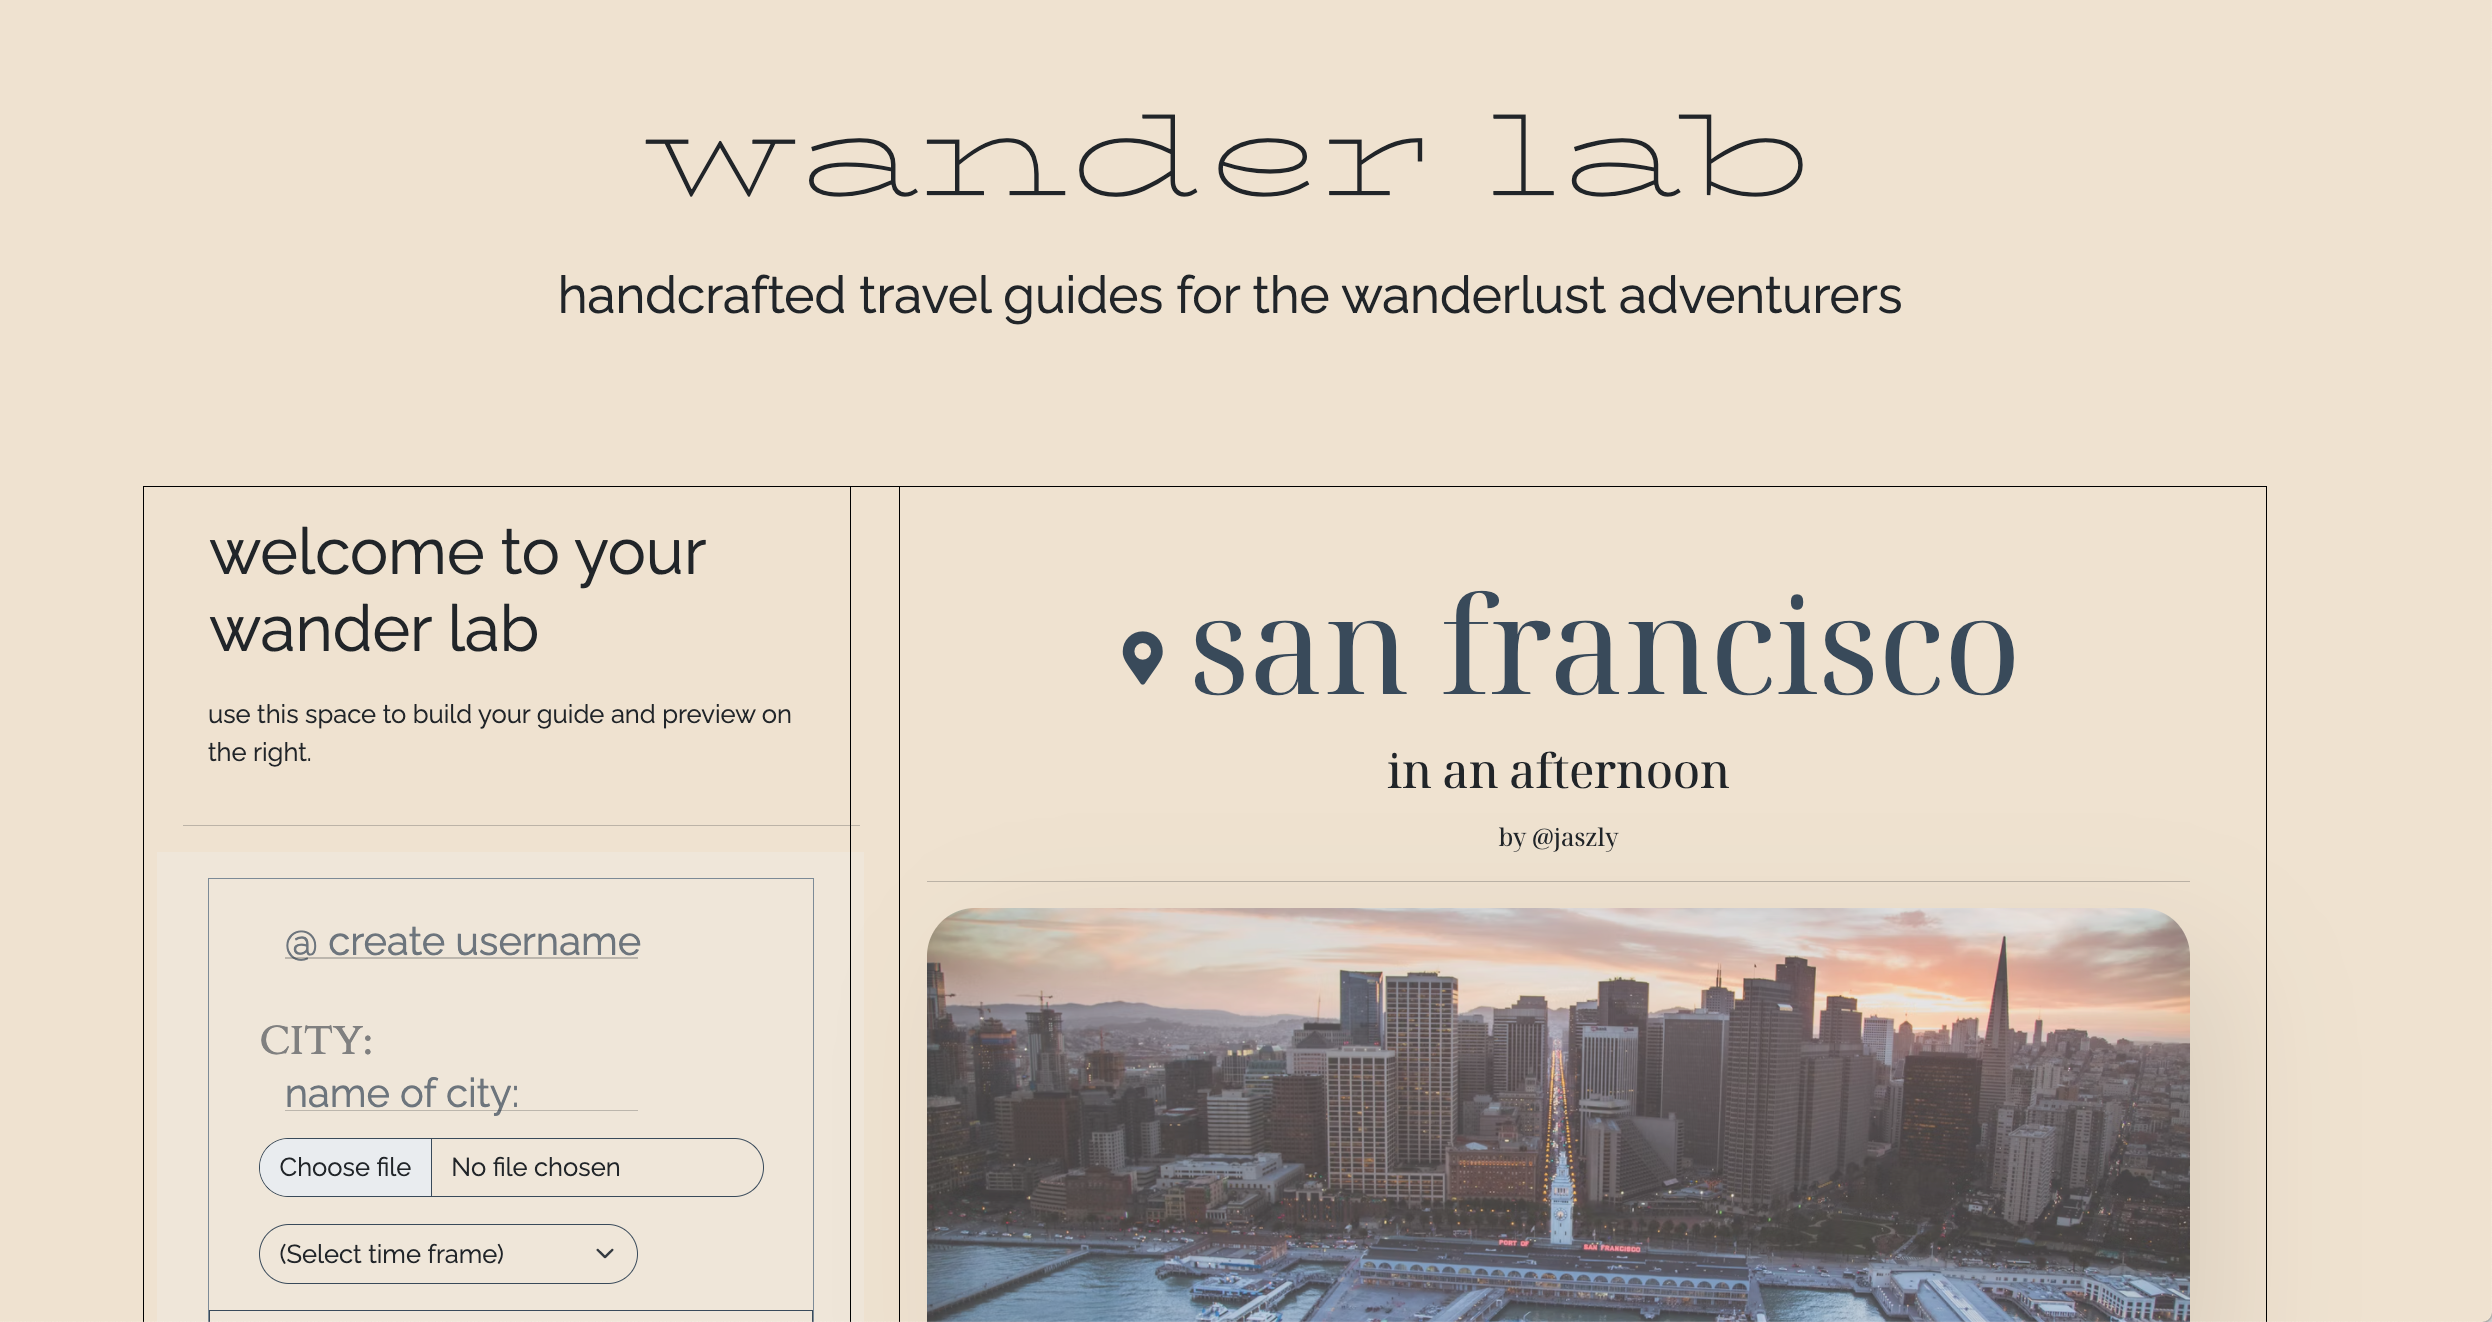 wander lab
handcrafted travel guides for the wanderlust adventurers
welcome to your
wander lab
use this space to build your guide and preview on
the right.
@ create username
CITY:
name of city:
Choose file No file chosen
(Select time frame)
san francisco
in an afternoon
by @jaszly
PORT OF SAN FRANCISCO